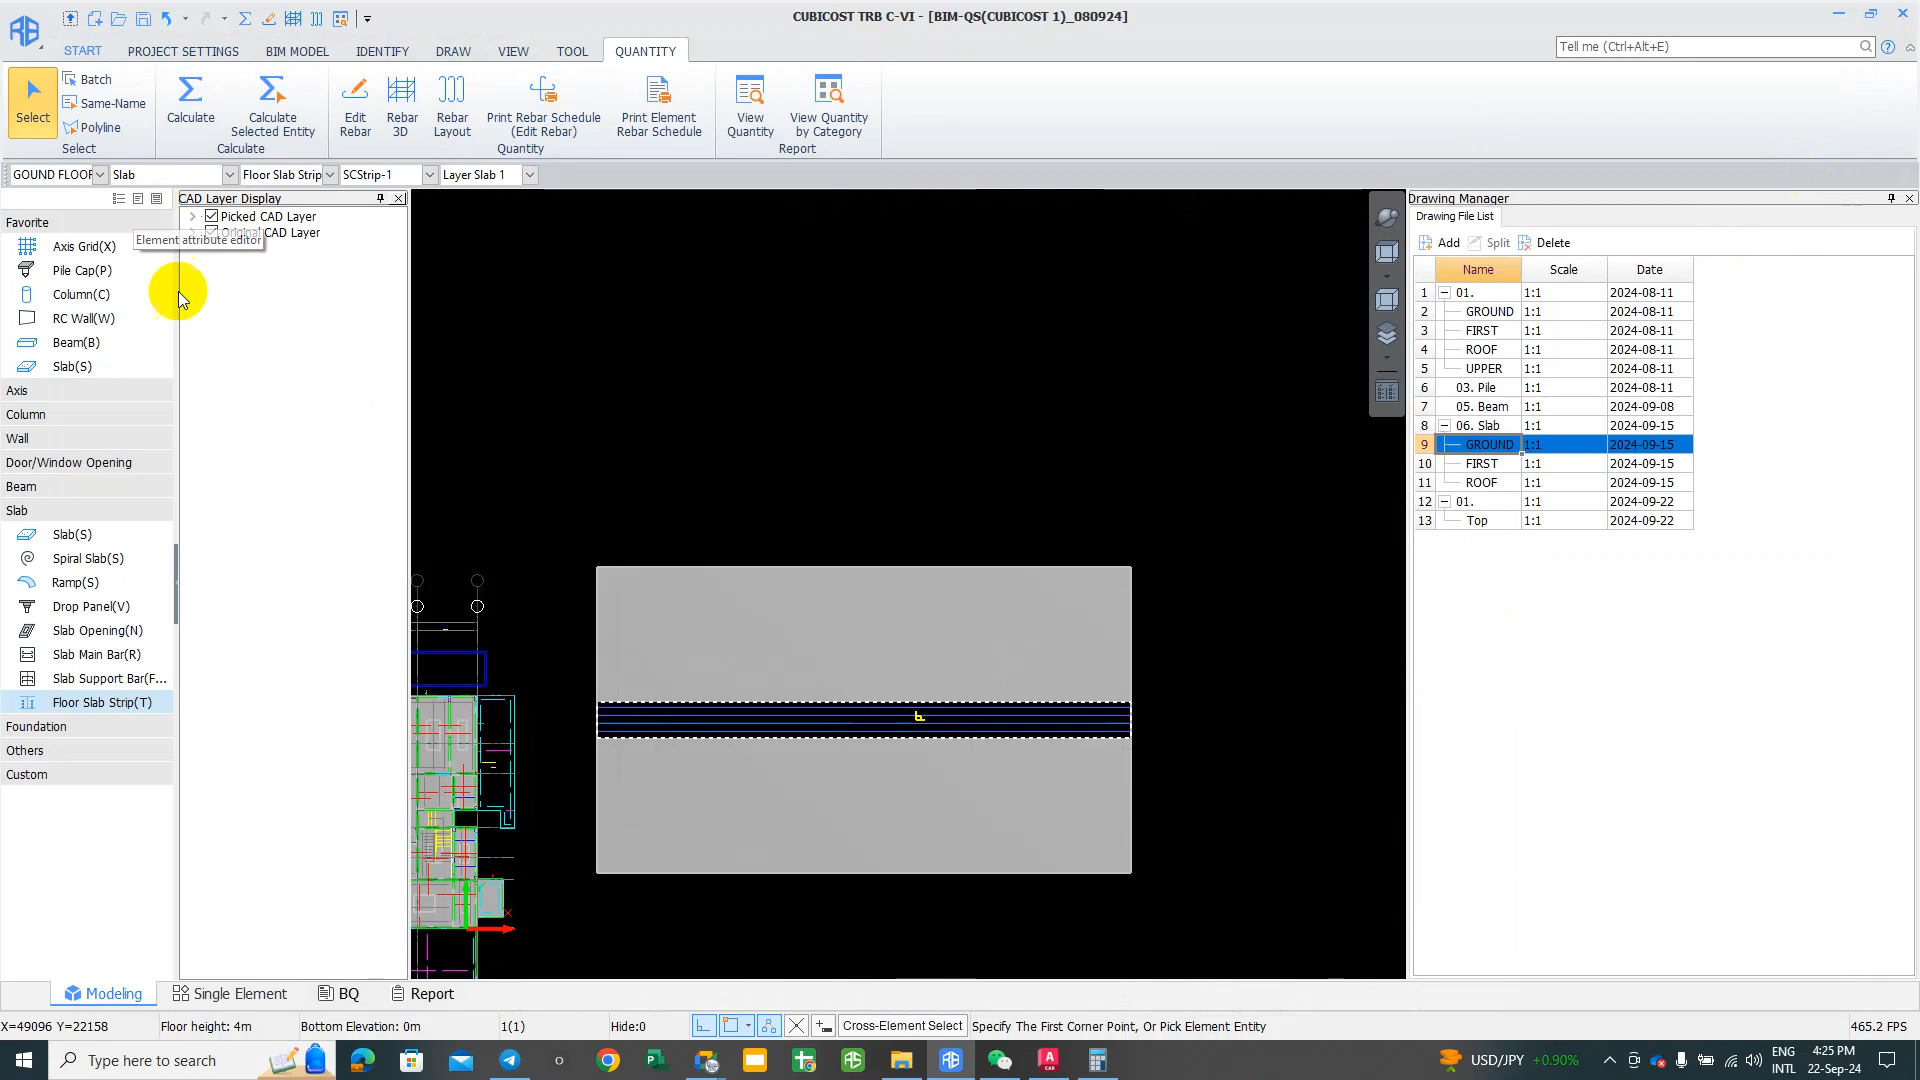 CUBICOST TRB C-VI - [BIM-QS(CUBICOST 1)_080924]
START PROJECT SETTINGS BIM MODEL IDENTIFY DRAW VIEW TOOL QUANTITY
Tell me (Ctrl+Alt+E)
Select
Batch
Same-Name
Polyline
Select
Calculate
Calculate Selected Entity
Calculate
Edit Rebar
Rebar 3D
Rebar Layout
Print Rebar Schedule (Edit Rebar)
Print Element Rebar Schedule
Quantity
View Quantity
View Quantity by Category
Report
GOUND FLOOR Slab Floor Slab Strip SCStrip-1 Layer Slab 1
Favorite
Axis Grid(X)
Pile Cap(P)
Column(C)
RC Wall(W)
Beam(B)
Slab(S)
Axis
Column
Wall
Door/Window Opening
Beam
Slab
Slab(S)
Spiral Slab(S)
Ramp(S)
Drop Panel(V)
Slab Opening(N)
Slab Main Bar(R)
Slab Support Bar(F...
Floor Slab Strip(T)
Foundation
Others
Custom
CAD Layer Display
Picked CAD Layer
Original CAD Layer
Element attribute editor
Drawing Manager
Drawing File List
Add Split Delete
Name Scale Date
1 01. 1:1 2024-08-11
2 GROUND 1:1 2024-08-11
3 FIRST 1:1 2024-08-11
4 ROOF 1:1 2024-08-11
5 UPPER 1:1 2024-08-11
6 03. Pile 1:1 2024-08-11
7 05. Beam 1:1 2024-09-08
8 06. Slab 1:1 2024-09-15
9 GROUND 1:1 2024-09-15
10 FIRST 1:1 2024-09-15
11 ROOF 1:1 2024-09-15
12 01. 1:1 2024-09-22
13 Top 1:1 2024-09-22
Modeling Single Element BQ Report
X=49096 Y=22158 Floor height: 4m Bottom Elevation: 0m 1(1) Hide:0 Cross-Element Select Specify The First Corner Point, Or Pick Element Entity 465.2 FPS
Type here to search
USD/JPY +0.90%
ENG
INTL
4:25 PM
22-Sep-24